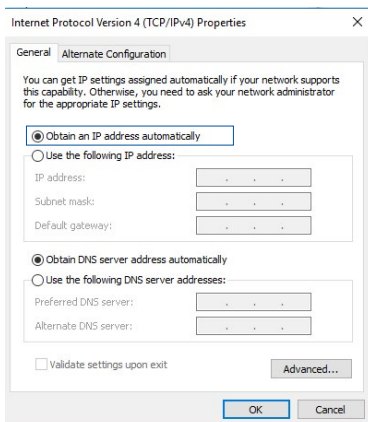 Internet Protocol Version 4 (TCP/IPv4) Properties
General Alternate Configuration
You can get IP settings assigned automatically if your network supports
this capability. Otherwise, you need to ask your network administrator
for the appropriate IP settings.
Obtain an IP address automatically
Use the following IP address:
IP address:
Subnet mask:
Default gateway:
Obtain DNS server address automatically
Use the following DNS server addresses:
Preferred DNS server:
Alternate DNS server:
Validate settings upon exit
Advanced...
OK Cancel